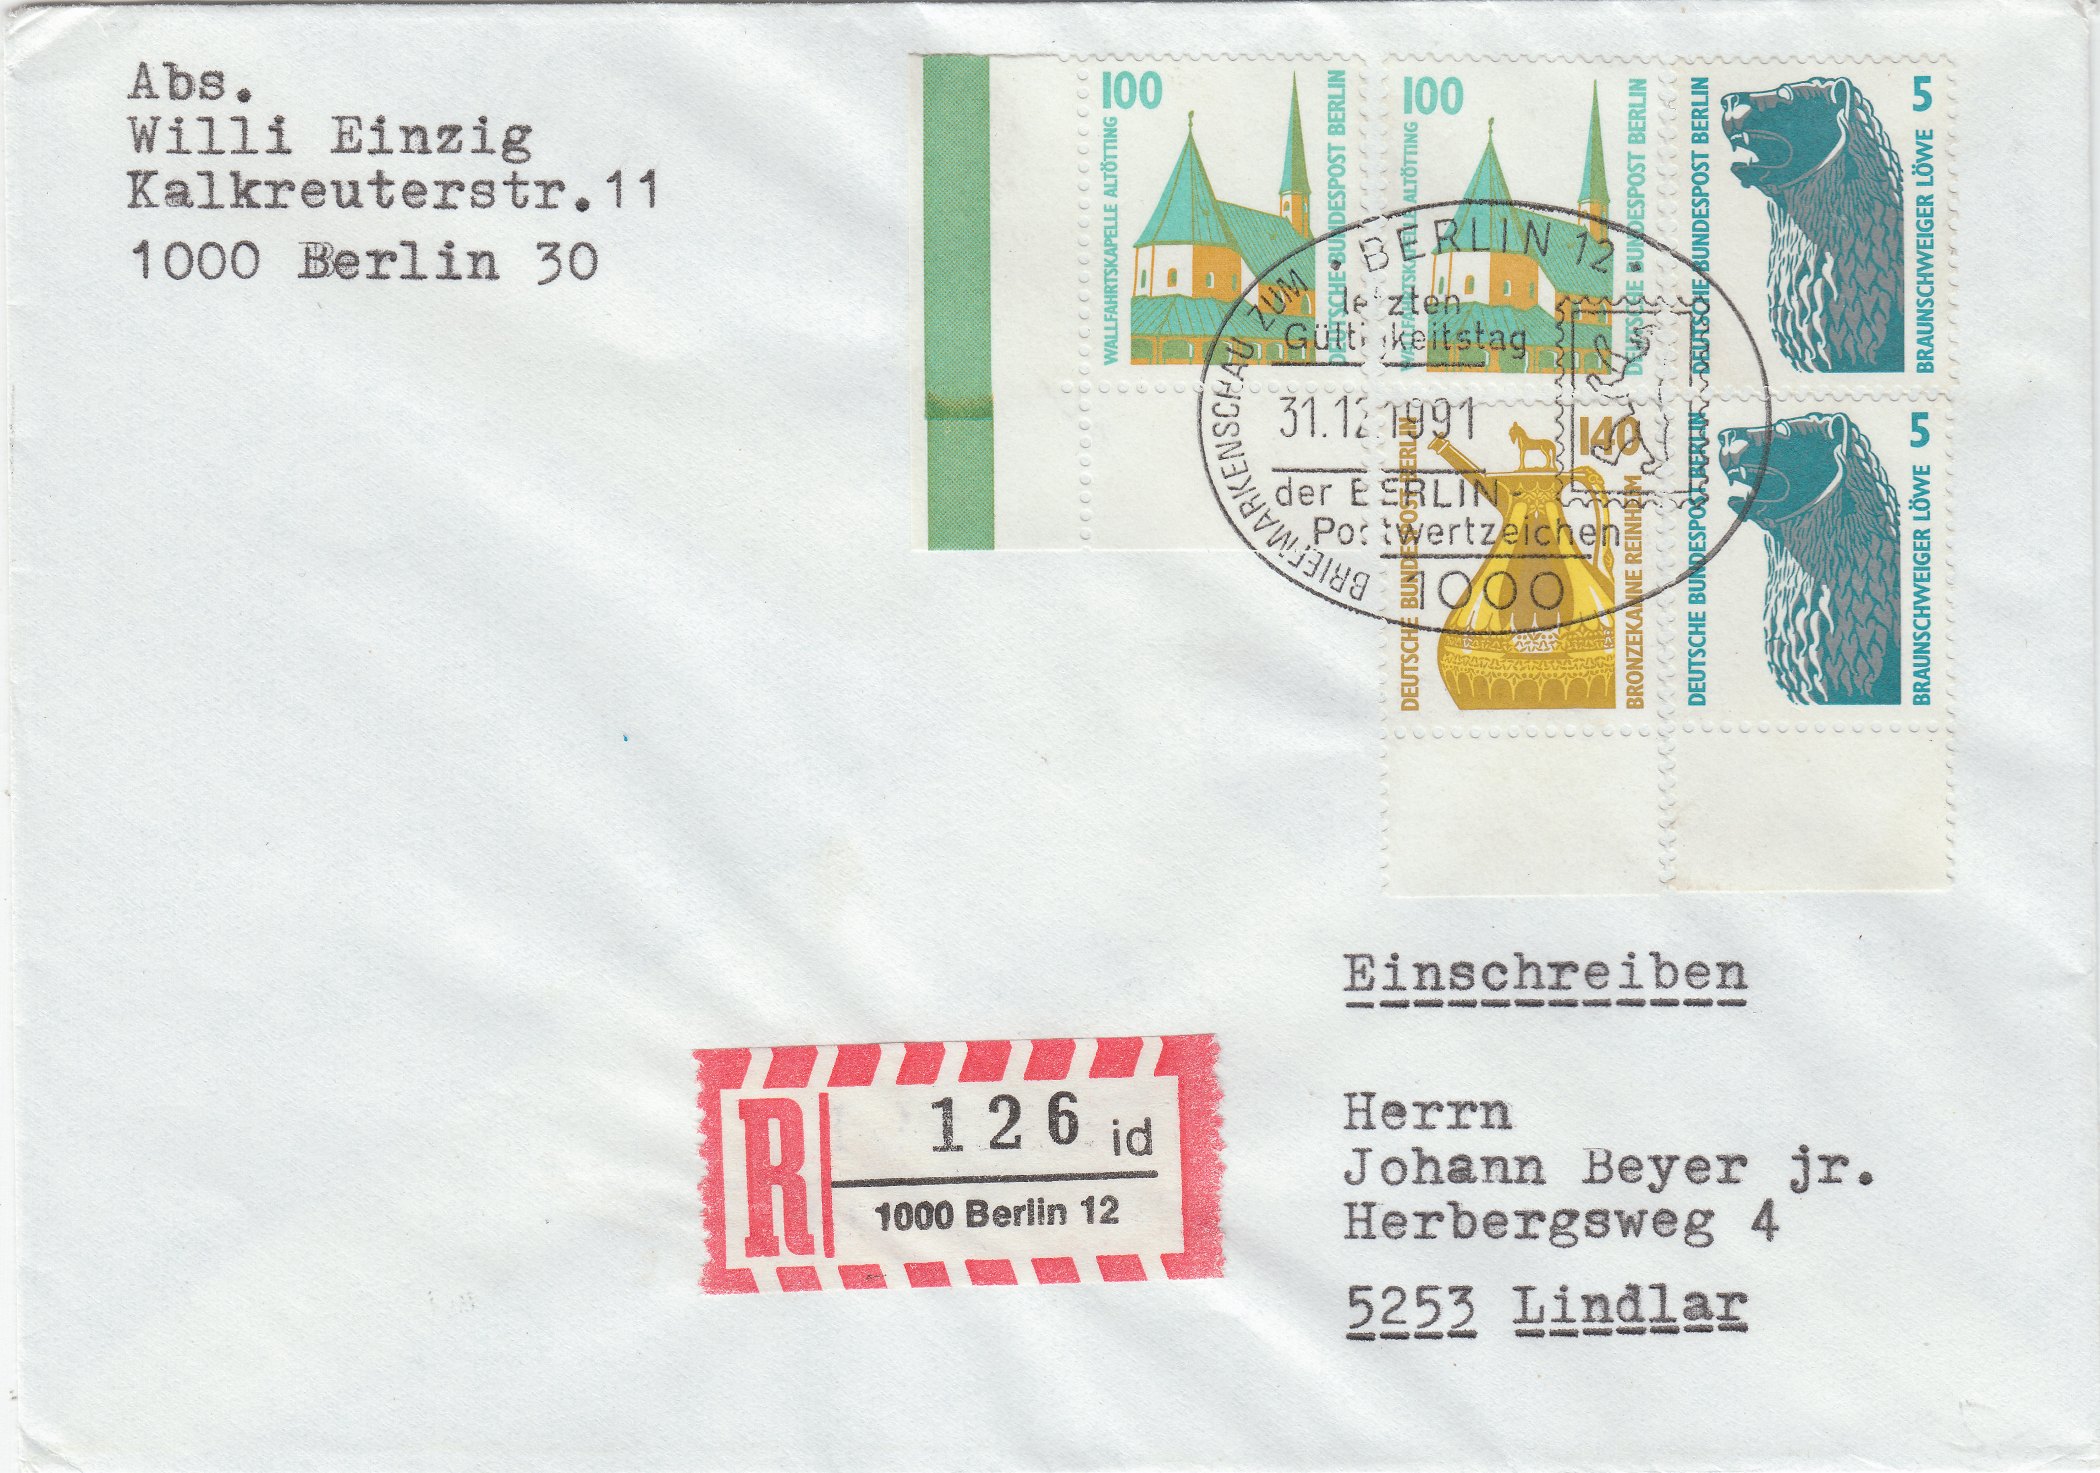 Abs.
Willi Einzig
Kalkreuterstr.11
1000 Berlin 30
100
WALLFAHRTSKAPELLE ALTÖTTING
DEUTSCHE BUNDESPOST BERLIN
100
WALLFAHRTSKAPELLE ALTÖTTING
DEUTSCHE BUNDESPOST BERLIN
5
DEUTSCHE BUNDESPOST BERLIN
BRAUNSCHWEIGER LÖWE
140
DEUTSCHE BUNDESPOST BERLIN
BRONZEKANNE REINHEIM
5
DEUTSCHE BUNDESPOST BERLIN
BRAUNSCHWEIGER LÖWE
BRIEFMARKENSCHAU ZUM • BERLIN 12 •
letzten
Gültigkeitstag
31.12.1991
der BERLIN-
Postwertzeichen
1000
Einschreiben
R
126 id
1000 Berlin 12
Herrn
Johann Beyer jr.
Herbergsweg 4
5253 Lindlar